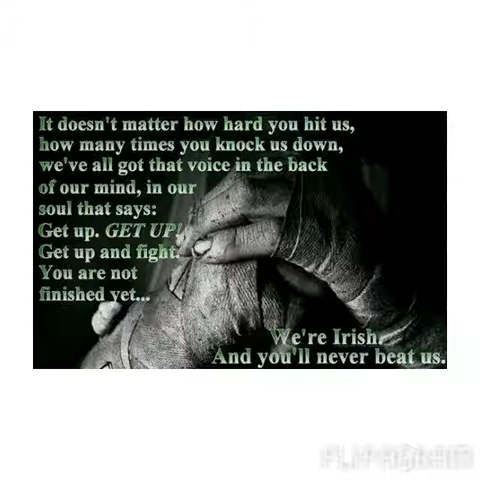 It doesn't matter how hard you hit us,
how many times you knock us down,
we've all got that voice in the back
of our mind, in our
soul that says:
Get up. GET UP!
Get up and fight.
You are not
finished yet...
We're Irish.
And you'll never beat us.